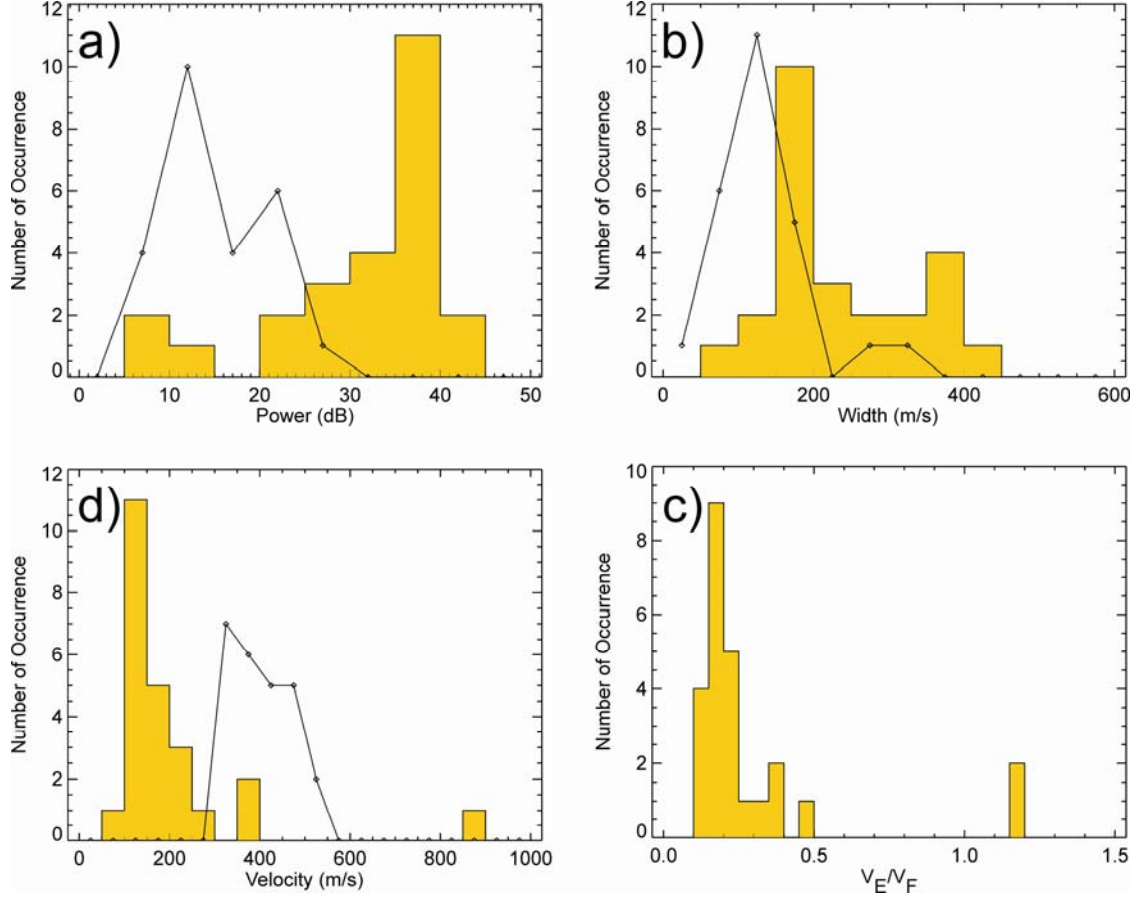 a)
12
10
8
6
4
2
0
Number of Occurrence
0 10 20 30 40 50
Power (dB)
b)
12
10
8
6
4
2
0
Number of Occurrence
0 200 400 600
Width (m/s)
d)
12
10
8
6
4
2
0
Number of Occurrence
0 200 400 600 800 1000
Velocity (m/s)
c)
10
8
6
4
2
0
Number of Occurrence
0.0 0.5 1.0 1.5
V_E/V_F